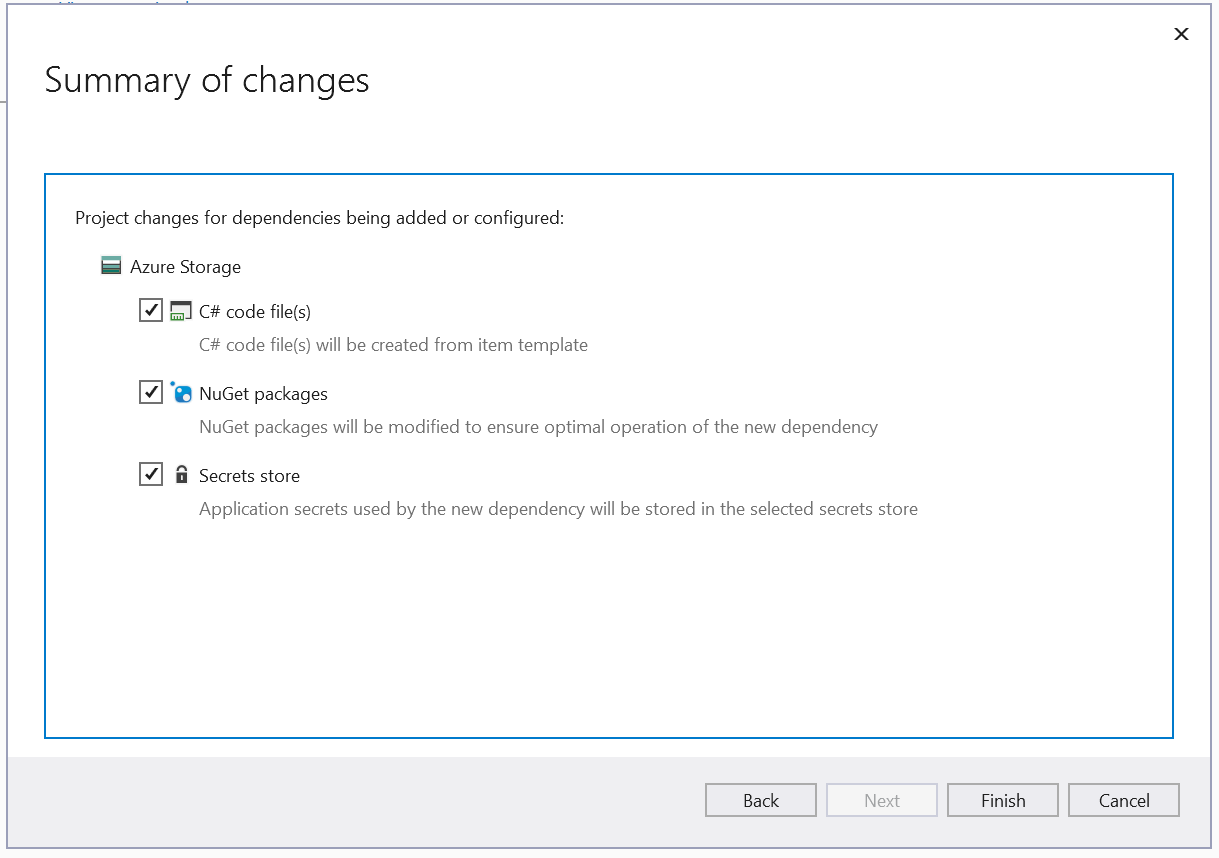 Summary of changes
Project changes for dependencies being added or configured:
Azure Storage
C# code file(s)
C# code file(s) will be created from item template
NuGet packages
NuGet packages will be modified to ensure optimal operation of the new dependency
Secrets store
Application secrets used by the new dependency will be stored in the selected secrets store
Back Next Finish Cancel